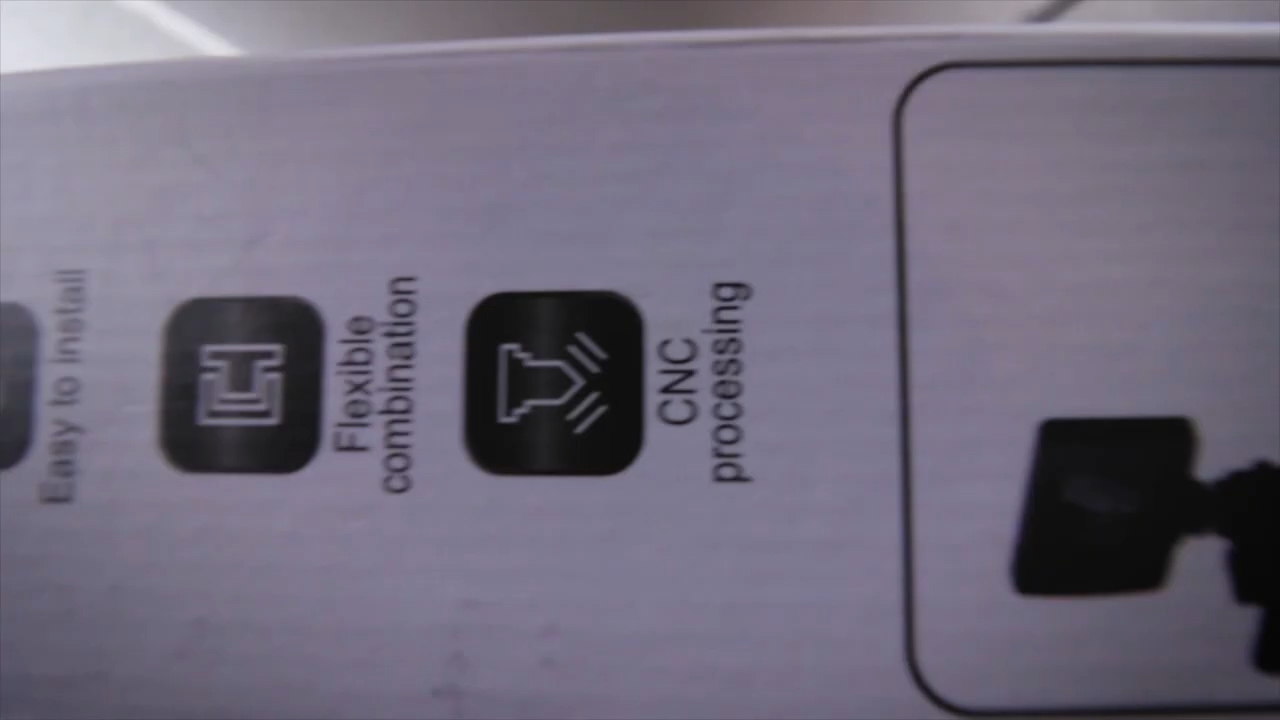 Easy to install
Flexible
combination
CNC
processing